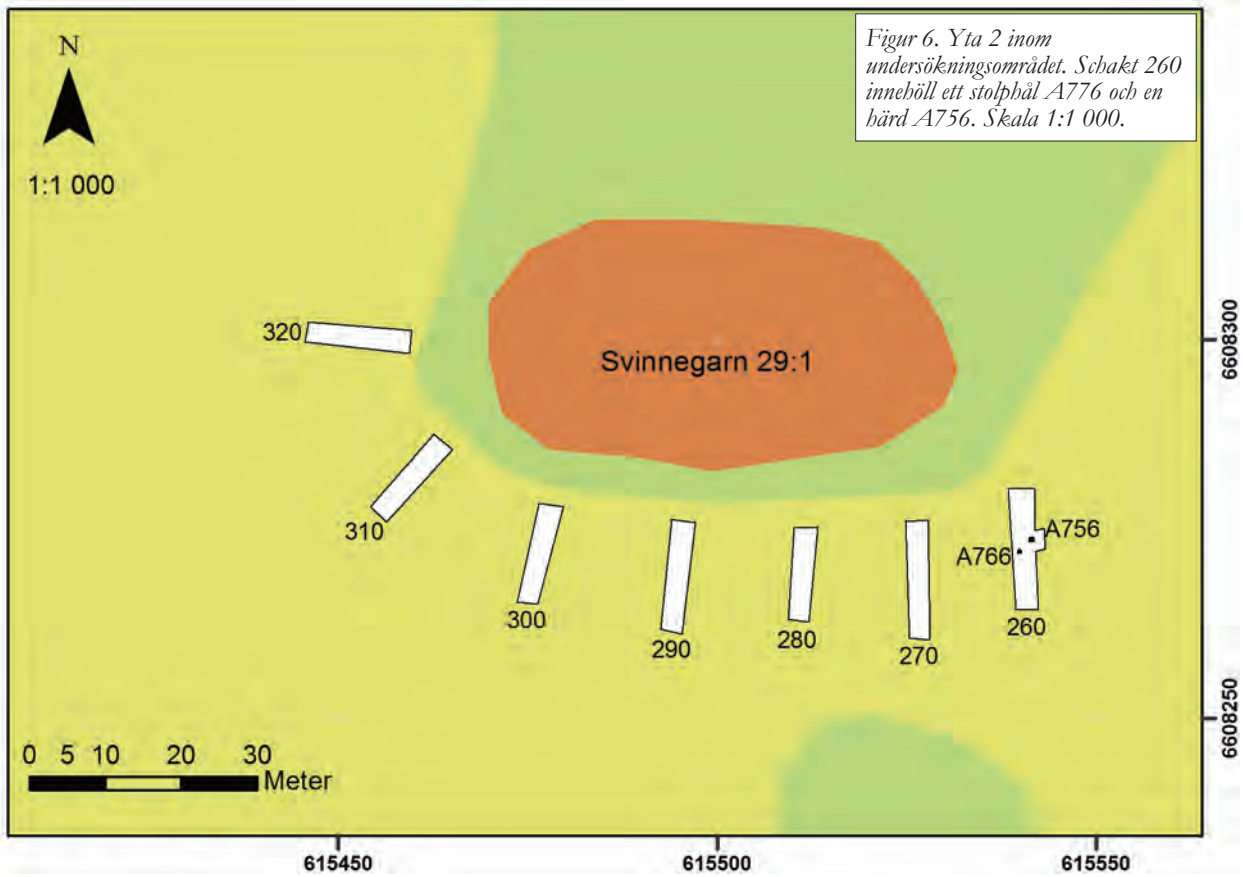 Figur 6. Yta 2 inom
undersökningsområdet. Schakt 260
innehöll ett stolphål A776 och en
härd A756. Skala 1:1 000.
N
1:1 000
320
Svinnegarn 29:1
6608300
310
A756
A766
300
290
280
270
260
6608250
0 5 10 20 30
Meter
615450 615500 615550